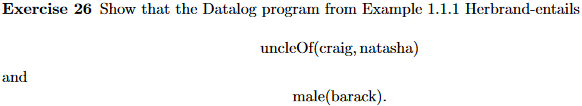 Exercise 26 Show that the Datalog program from Example 1.1.1 Herbrand-entails
uncleOf(craig, natasha)
and
male(barack).